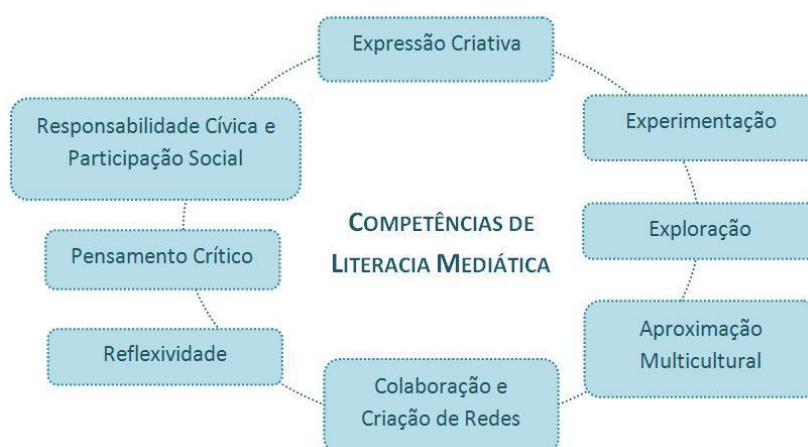 Expressão Criativa
Responsabilidade Cívica e
Participação Social
Experimentação
COMPETÊNCIAS DE
LITERACIA MEDIÁTICA
Pensamento Crítico
Exploração
Reflexividade
Aproximação
Multicultural
Colaboração e
Criação de Redes